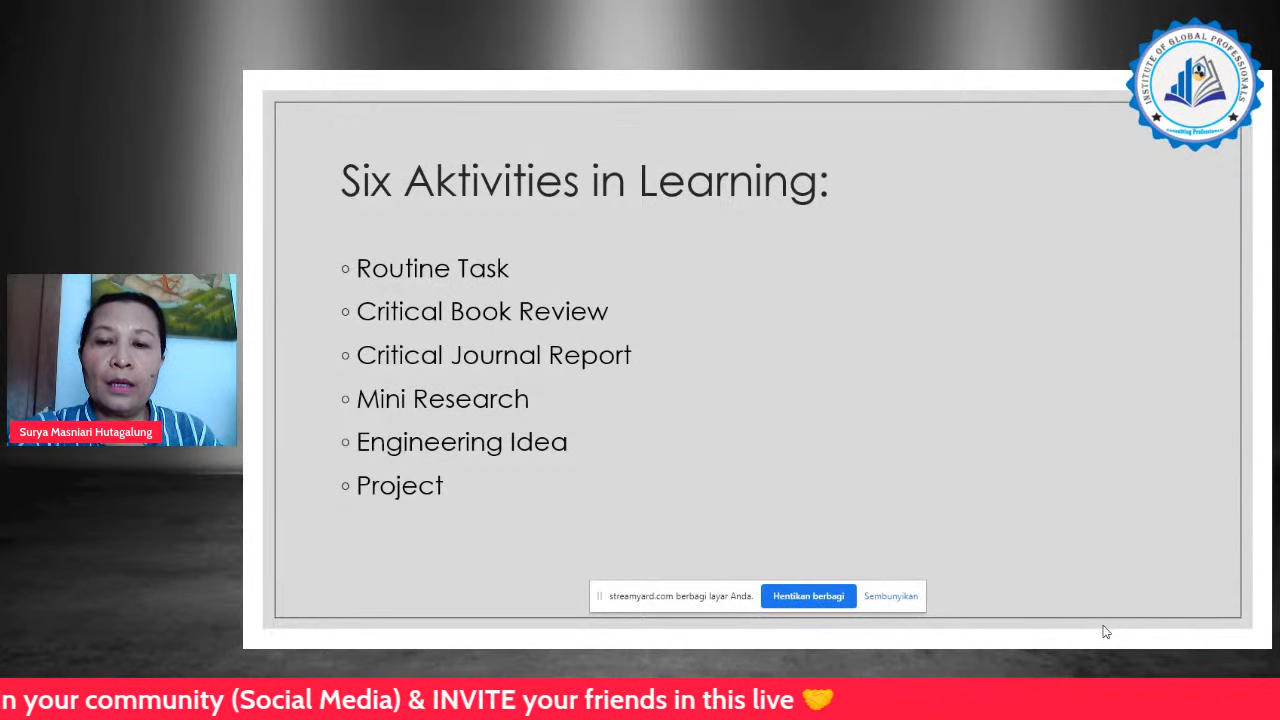 INSTITUTE OF GLOBAL PROFESSIONALS
Consulting Professionals
Six Aktivities in Learning:
Routine Task
Critical Book Review
Critical Journal Report
Mini Research
Engineering Idea
Project
Surya Masniari Hutagalung
streamyard.com berbagi layar Anda. Hentikan berbagi Sembunyikan
n your community (Social Media) & INVITE your friends in this live 🤝